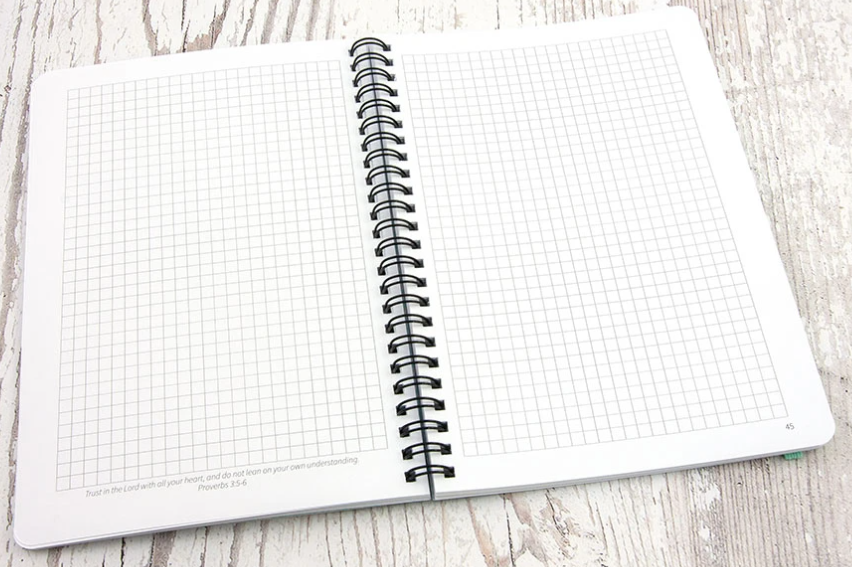 Trust in the Lord with all your heart, and do not lean on your own understanding.
Proverbs 3:5-6
45